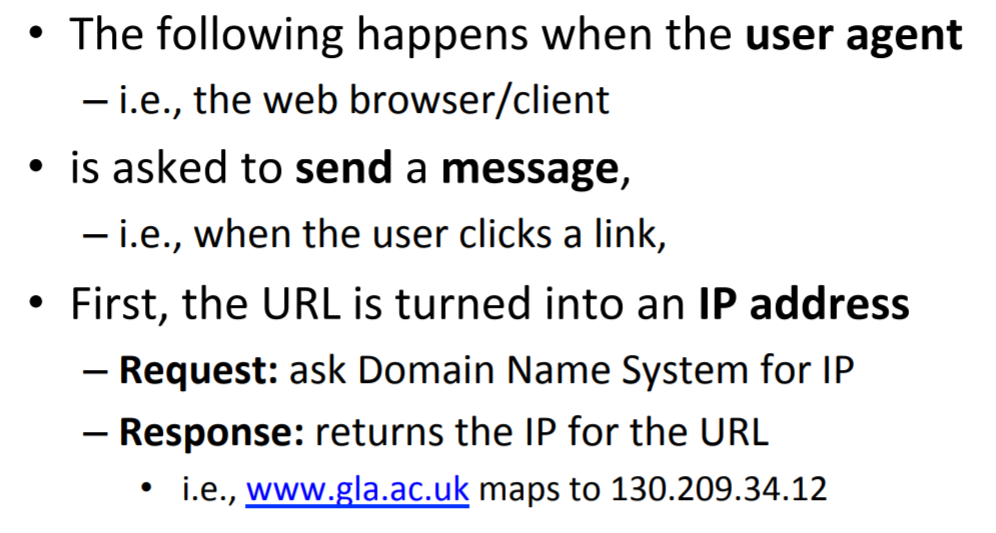 • The following happens when the user agent
– i.e., the web browser/client
• is asked to send a message,
– i.e., when the user clicks a link,
• First, the URL is turned into an IP address
– Request: ask Domain Name System for IP
– Response: returns the IP for the URL
• i.e., www.gla.ac.uk maps to 130.209.34.12